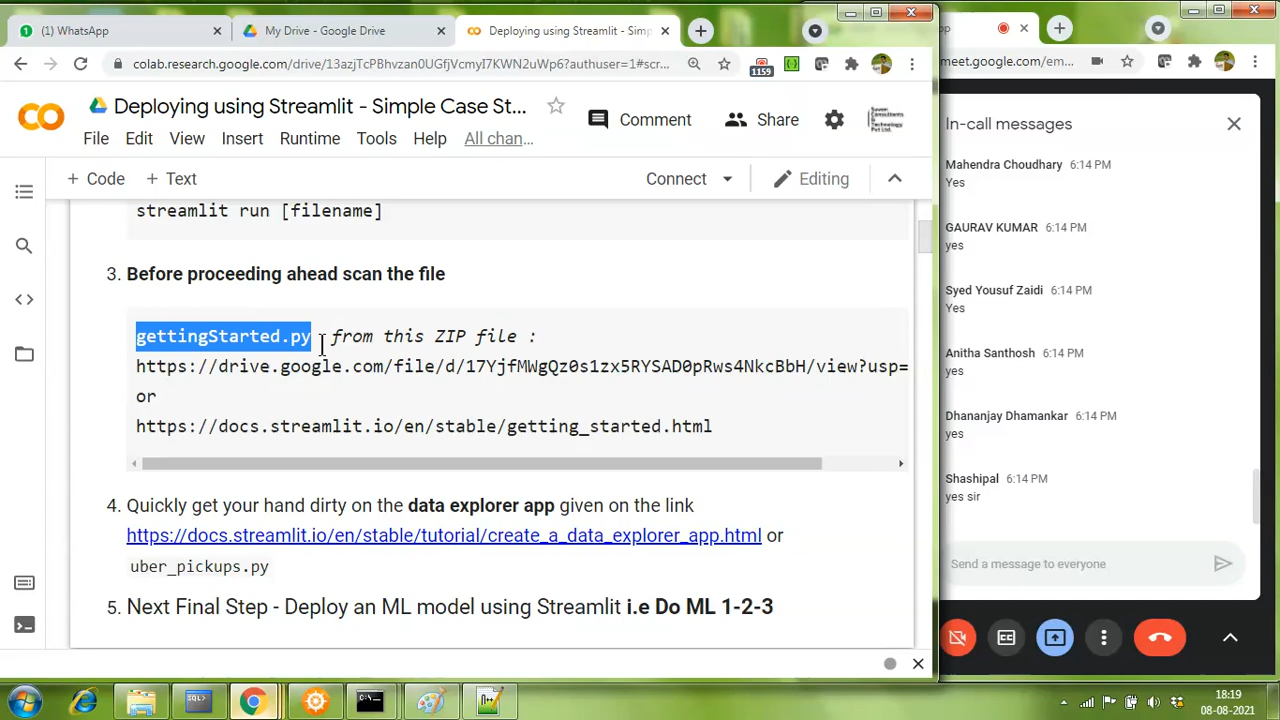 (1) WhatsApp
My Drive - Google Drive
Deploying using Streamlit - Simp
colab.research.google.com/drive/
1159
meet.google.com/em...
Deploying using Streamlit - Simple Case St...
Comment
Share
File Edit View Insert Runtime Tools Help All chan...
+ Code + Text
Connect
Editing
streamlit run [filename]
3. Before proceeding ahead scan the file
gettingStarted.py from this ZIP file :
https://drive.google.com/file/d/17YjfMWgQz0s1zx5RYSAD0pRws4NkcBbH/view?usp=
or
https://docs.streamlit.io/en/stable/getting_started.html
4. Quickly get your hand dirty on the data explorer app given on the link
https://docs.streamlit.io/en/stable/tutorial/create_a_data_explorer_app.html or
uber_pickups.py
5. Next Final Step - Deploy an ML model using Streamlit i.e Do ML 1-2-3
In-call messages
Mahendra Choudhary 6:14 PM
Yes
GAURAV KUMAR 6:14 PM
yes
Syed Yousuf Zaidi 6:14 PM
Yes
Anitha Santhosh 6:14 PM
yes
Dhananjay Dhamankar 6:14 PM
yes
Shashipal 6:14 PM
yes sir
Send a message to everyone
18:19
08-08-2021